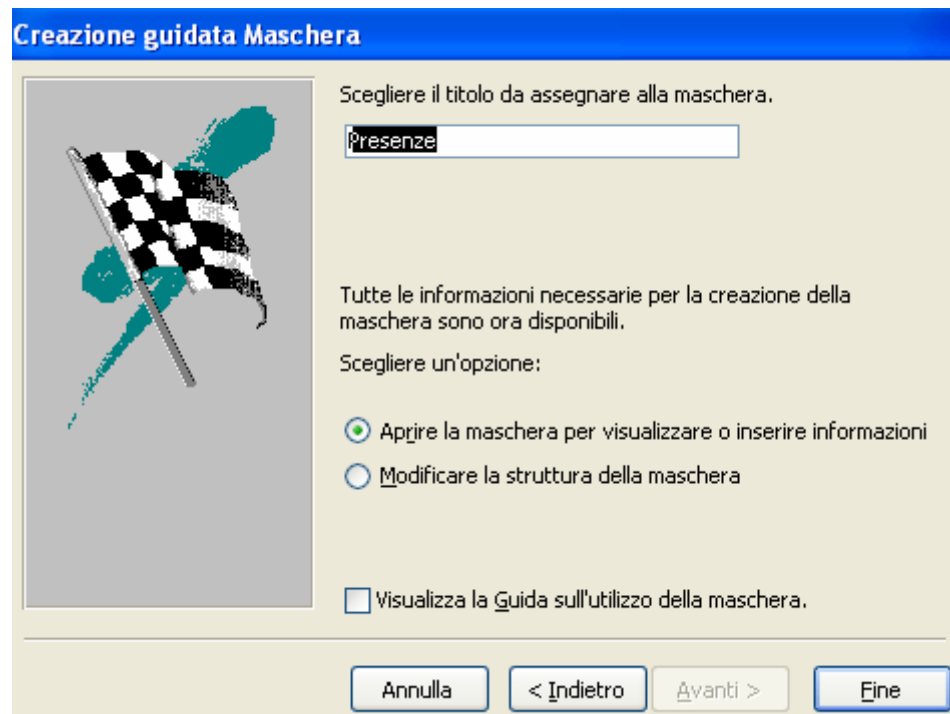 Creazione guidata Maschera
Scegliere il titolo da assegnare alla maschera.
Presenze
Tutte le informazioni necessarie per la creazione della
maschera sono ora disponibili.
Scegliere un'opzione:
Aprire la maschera per visualizzare o inserire informazioni
Modificare la struttura della maschera
Visualizza la Guida sull'utilizzo della maschera.
Annulla < Indietro Avanti > Fine